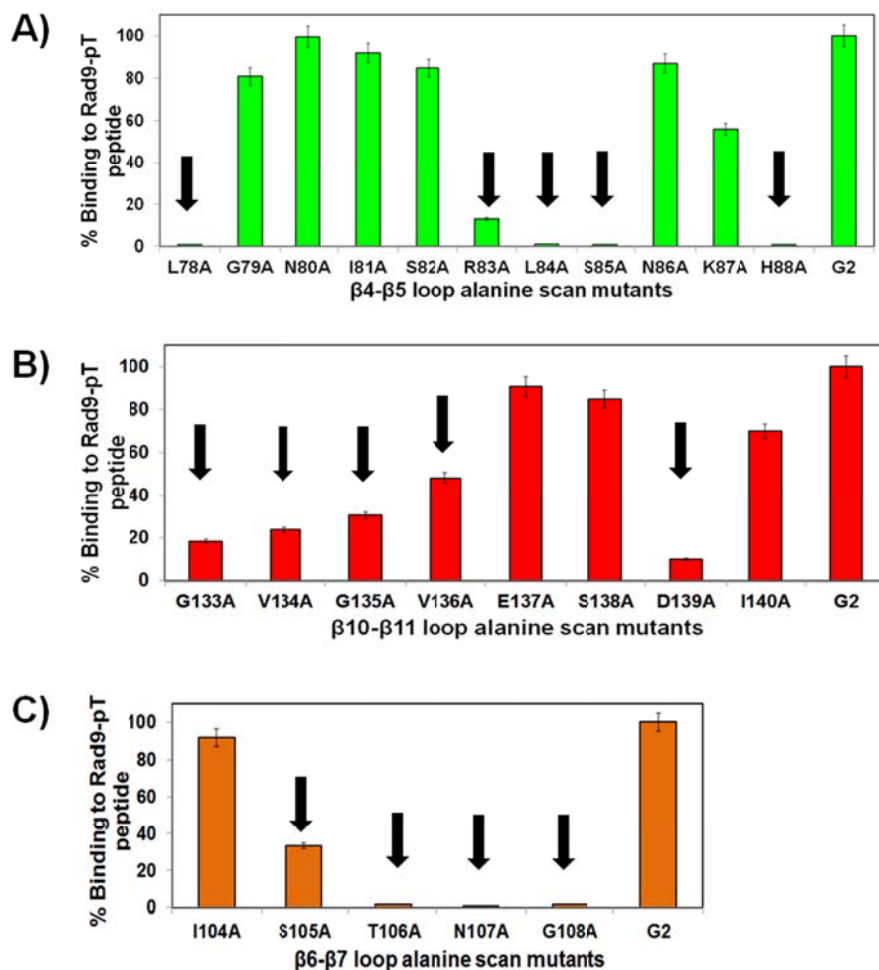 A)
% Binding to Rad9-pT
peptide
100
80
60
40
20
0
L78A G79A N80A I81A S82A R83A L84A S85A N86A K87A H88A G2
β4-β5 loop alanine scan mutants
B)
% Binding to Rad9-pT
peptide
100
80
60
40
20
0
G133A V134A G135A V136A E137A S138A D139A I140A G2
β10-β11 loop alanine scan mutants
C)
% Binding to Rad9-pT
peptide
100
80
60
40
20
0
I104A S105A T106A N107A G108A G2
β6-β7 loop alanine scan mutants